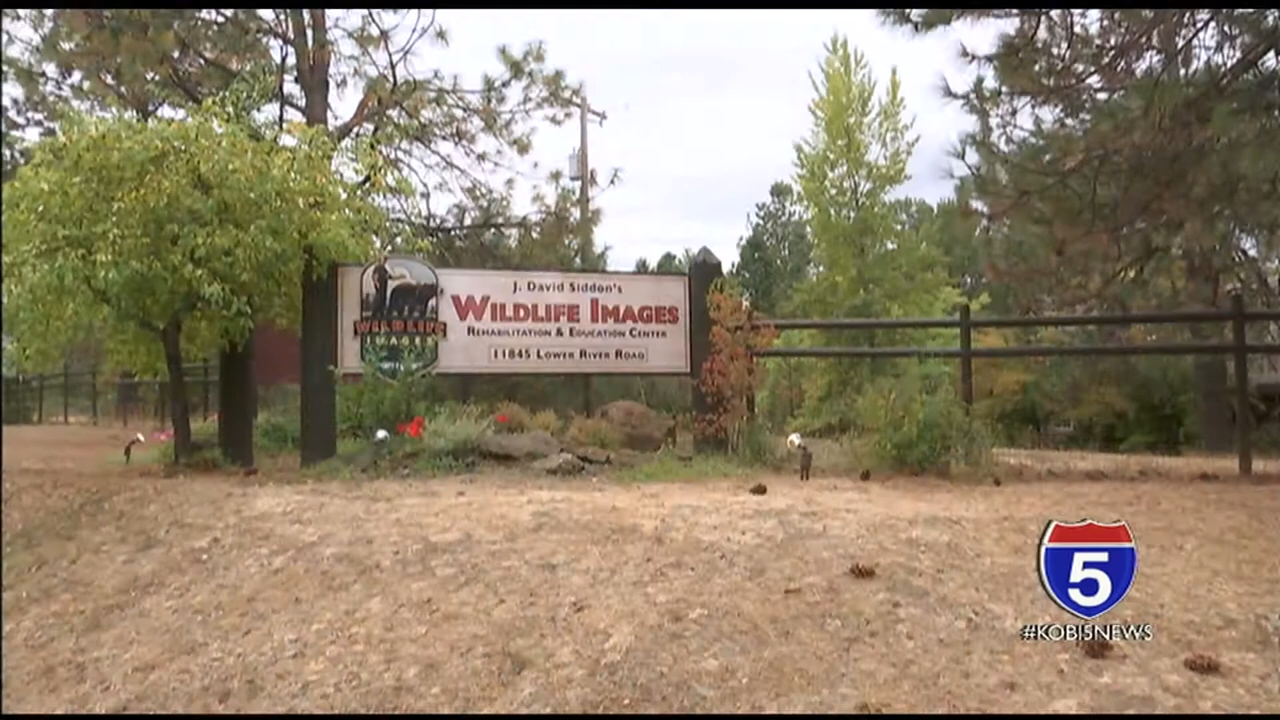 J. David Siddon's
WILDLIFE IMAGES
REHABILITATION & EDUCATION CENTER
11845 LOWER RIVER ROAD
WILDLIFE
IMAGES
5
#KOBI5NEWS